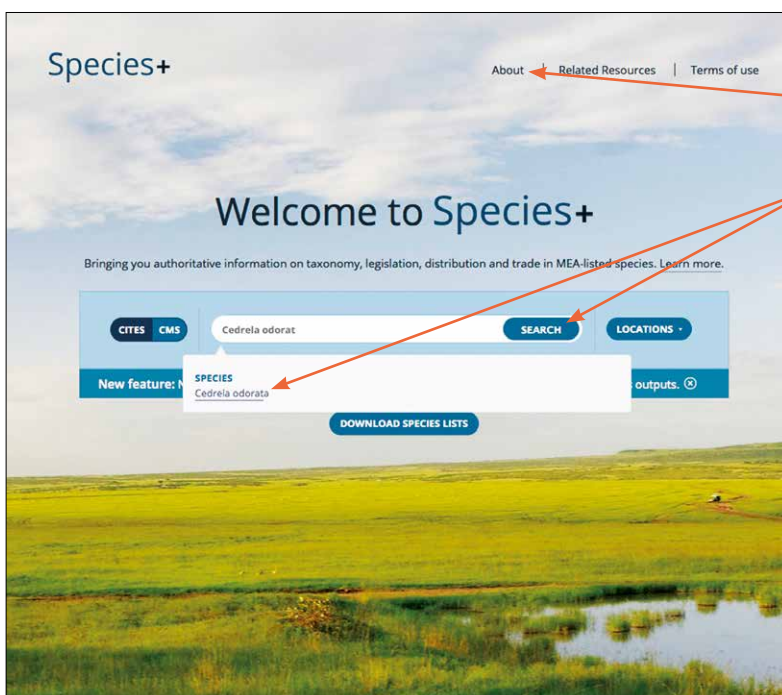 Species+
About | Related Resources | Terms of use
Welcome to Species+
Bringing you authoritative information on taxonomy, legislation, distribution and trade in MEA-listed species. Learn more.
CITES CMS Cedrela odorat SEARCH LOCATIONS
New feature: outputs.
SPECIES
Cedrela odorata
DOWNLOAD SPECIES LISTS